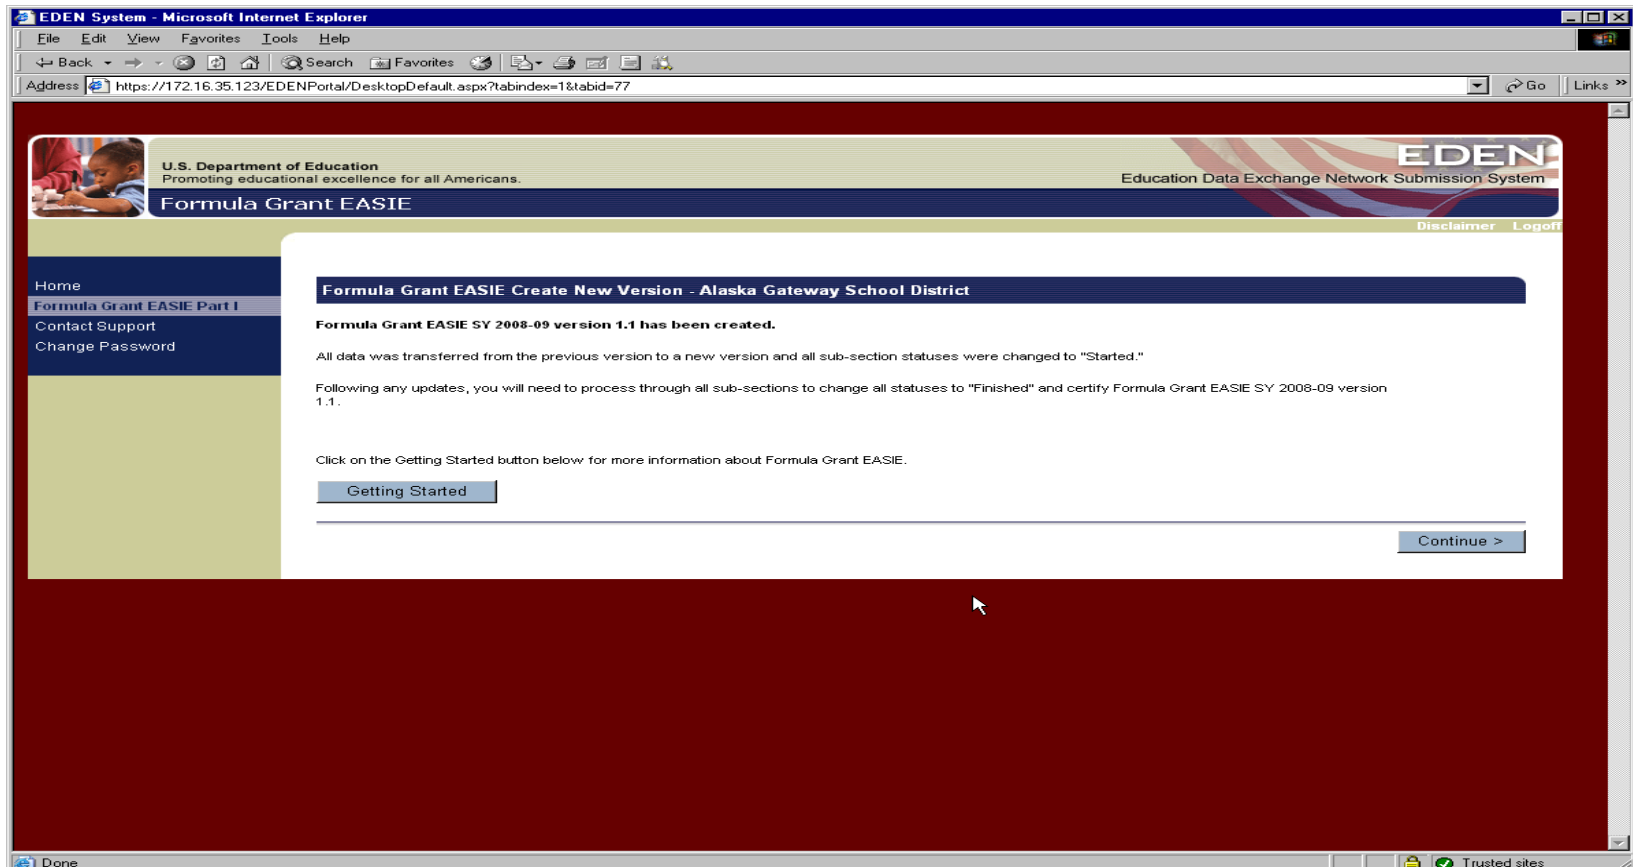 EDEN System - Microsoft Internet Explorer
File Edit View Favorites Tools Help
Back Search Favorites
Address https://172.16.35.123/EDENPortal/DesktopDefault.aspx?tabindex=1&tabid=77 Go Links »
U.S. Department of Education
Promoting educational excellence for all Americans.
EDEN
Education Data Exchange Network Submission System
Formula Grant EASIE
Disclaimer Logoff
Home
Formula Grant EASIE Part I
Contact Support
Change Password
Formula Grant EASIE Create New Version - Alaska Gateway School District
Formula Grant EASIE SY 2008-09 version 1.1 has been created.
All data was transferred from the previous version to a new version and all sub-section statuses were changed to "Started."
Following any updates, you will need to process through all sub-sections to change all statuses to "Finished" and certify Formula Grant EASIE SY 2008-09 version
1.1.
Click on the Getting Started button below for more information about Formula Grant EASIE.
Getting Started
Continue >
Done Trusted sites